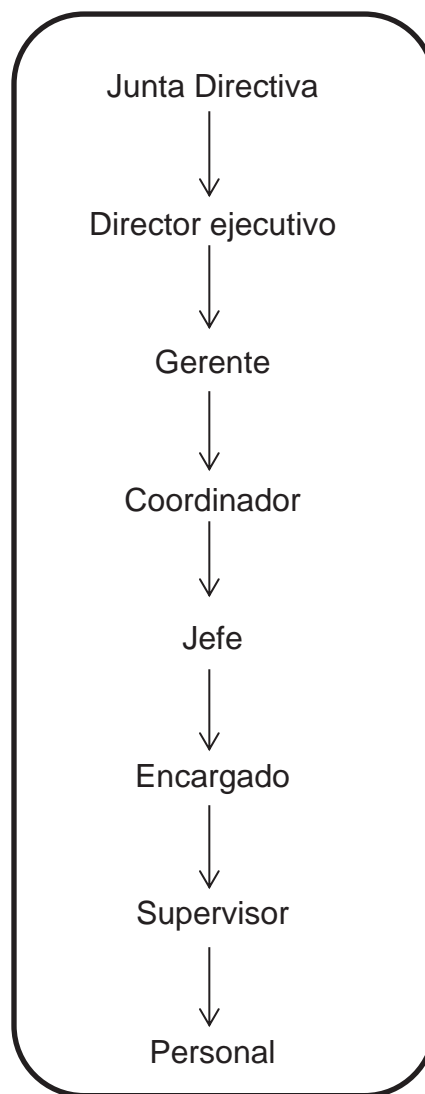 Junta Directiva
Director ejecutivo
Gerente
Coordinador
Jefe
Encargado
Supervisor
Personal